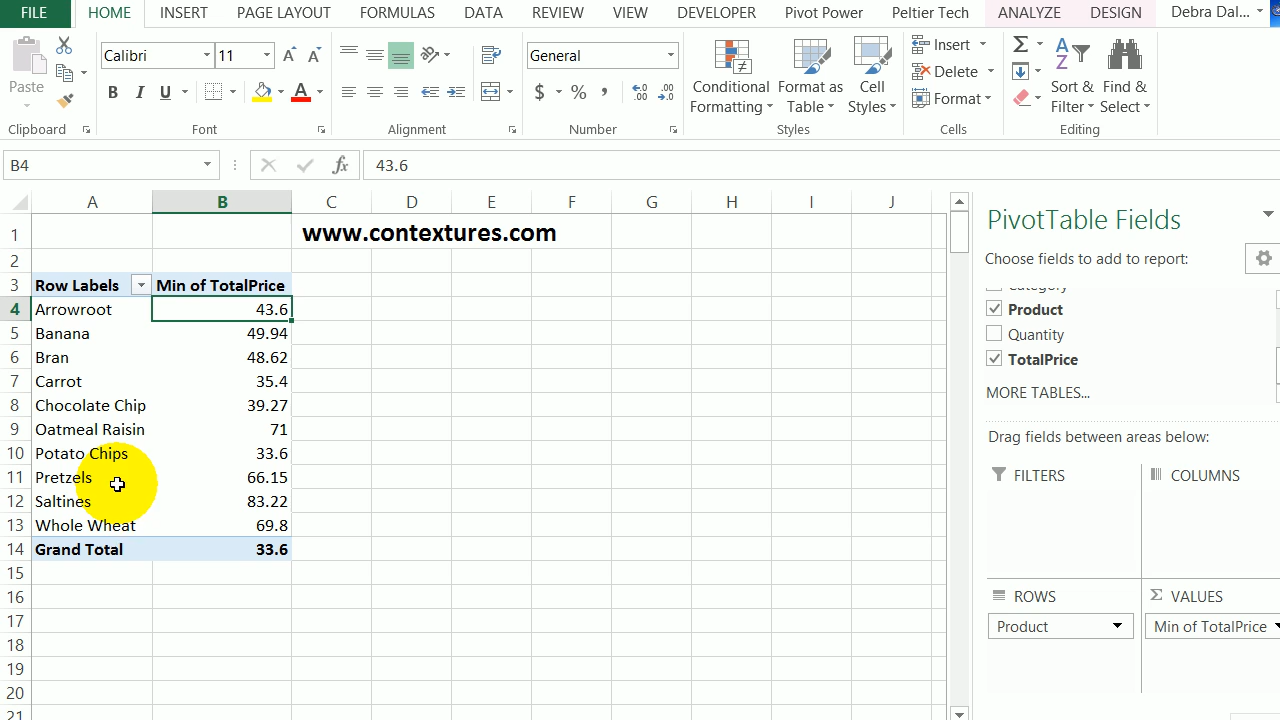 FILE HOME INSERT PAGE LAYOUT FORMULAS DATA REVIEW VIEW DEVELOPER Pivot Power Peltier Tech ANALYZE DESIGN Debra Dal...
Paste
Calibri 11
B I U A
General
$ % ,
Conditional Formatting
Format as Table
Cell Styles
Insert
Delete
Format
Sort & Filter
Find & Select
Clipboard Font Alignment Number Styles Cells Editing
B4 fx 43.6
A B C D E F G H I J
1 www.contextures.com
2
3 Row Labels Min of TotalPrice
4 Arrowroot 43.6
5 Banana 49.94
6 Bran 48.62
7 Carrot 35.4
8 Chocolate Chip 39.27
9 Oatmeal Raisin 71
10 Potato Chips 33.6
11 Pretzels 66.15
12 Saltines 83.22
13 Whole Wheat 69.8
14 Grand Total 33.6
15
16
17
18
19
20
21
PivotTable Fields
Choose fields to add to report:
Category
Product
Quantity
TotalPrice
MORE TABLES...
Drag fields between areas below:
FILTERS COLUMNS
ROWS Σ VALUES
Product Min of TotalPrice